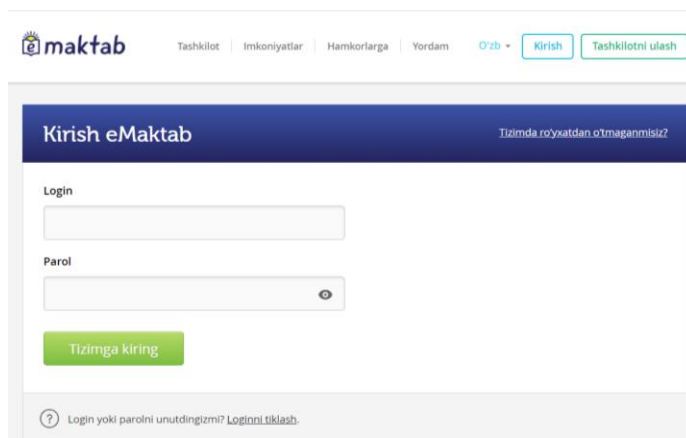 emaktab
Tashkilot Imkoniyatlar Hamkorlarga Yordam O'zb Kirish Tashkilotni ulash
Kirish eMaktab Tizimda ro'yxatdan o'tmaganmisiz?
Login
Parol
Tizimga kiring
? Login yoki parolni unutdingizmi? Loginni tiklash.